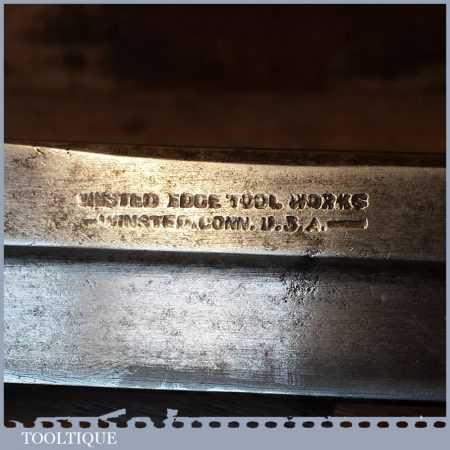 WINSTED EDGE TOOL WORKS
— WINSTED, CONN. U.S.A. —
TOOLTIQUE